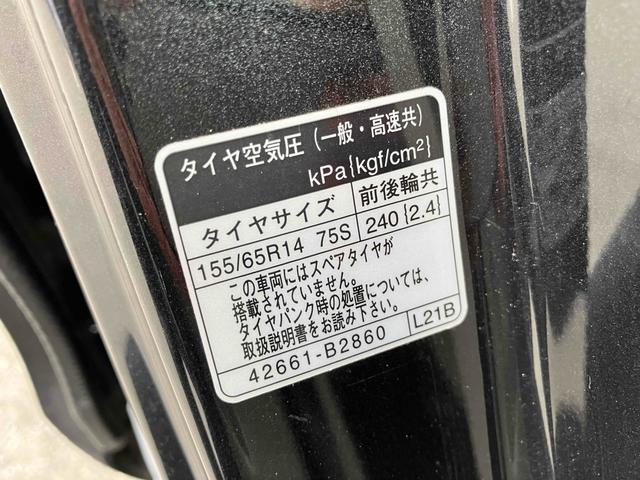 タイヤ空気圧（一般・高速共）
kPa{kgf/cm²}
タイヤサイズ 前後輪共
155/65R14 75S 240{2.4}
この車両にはスペアタイヤが
搭載されていません。
タイヤパンク時の処置については、
取扱説明書をお読み下さい。
42661-B2860 L21B